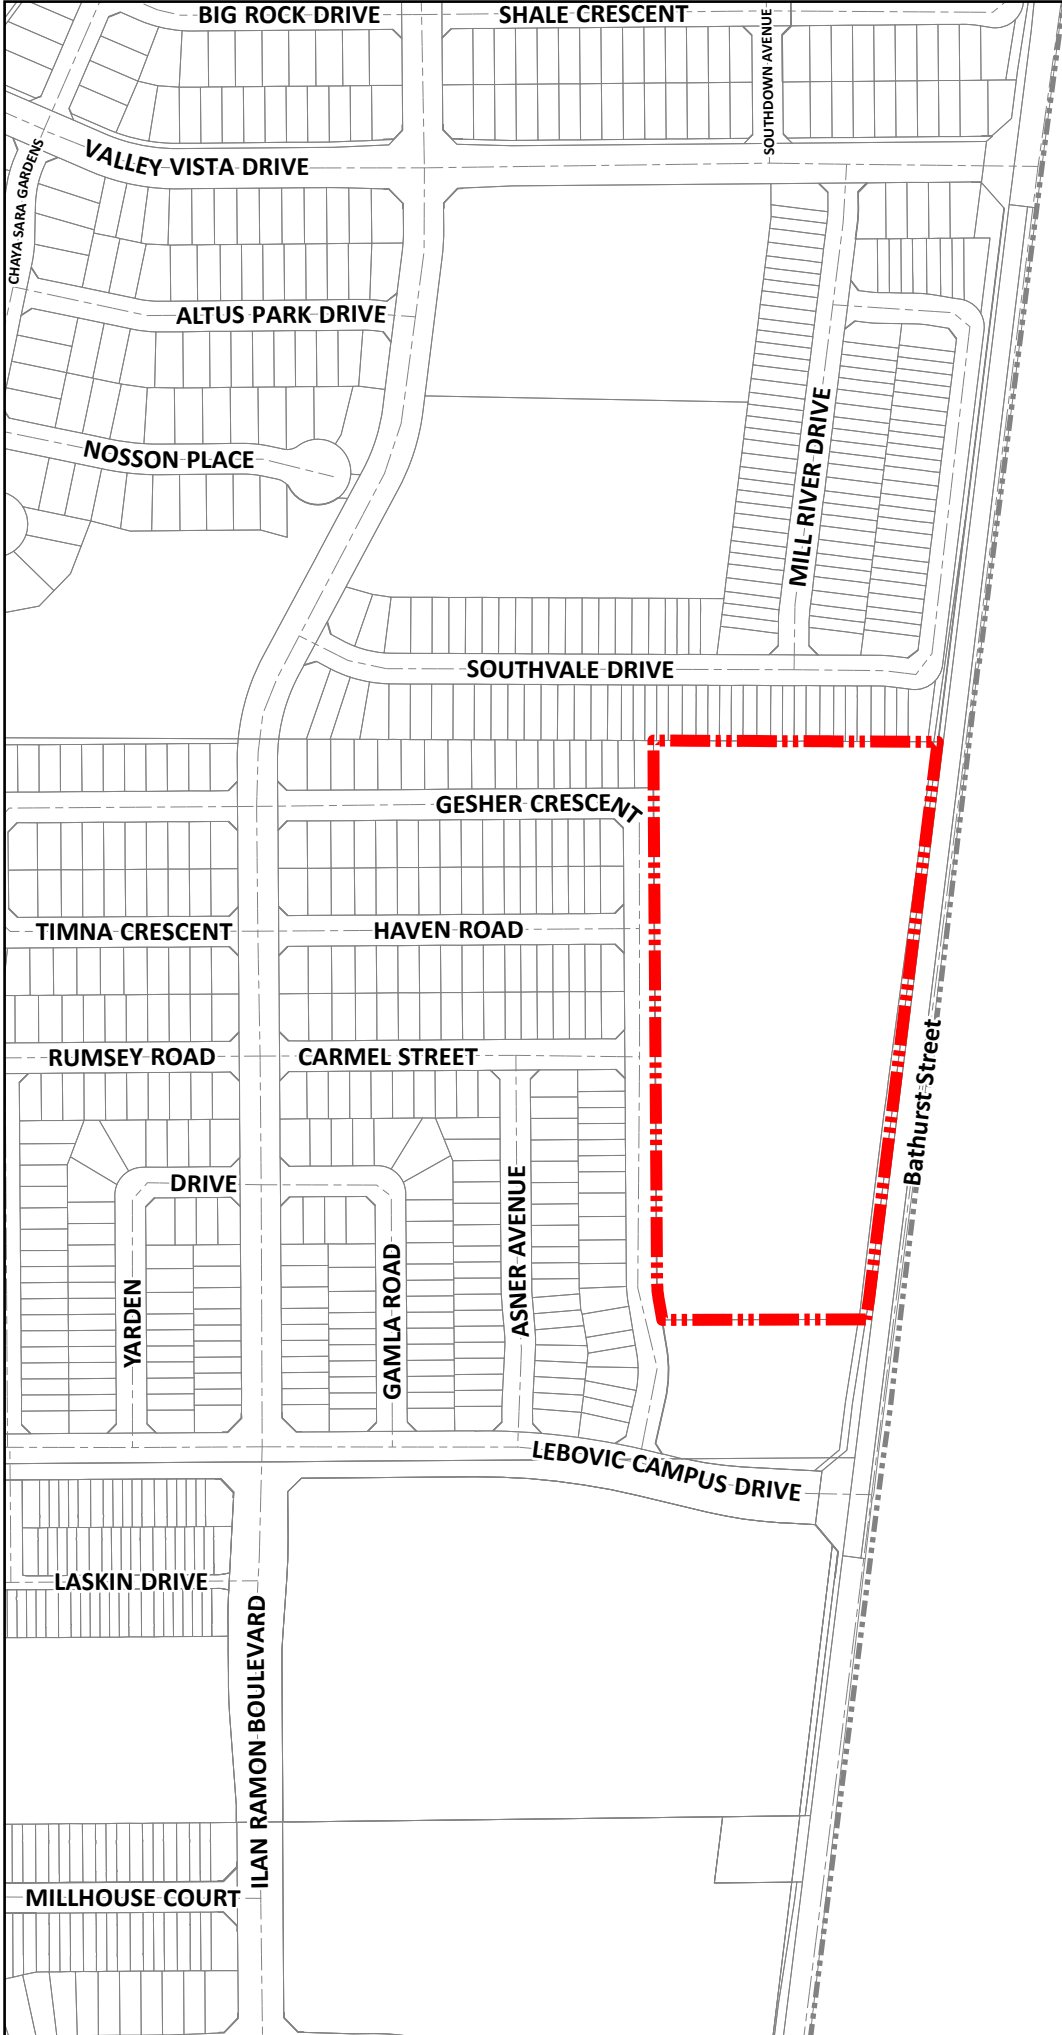 BIG ROCK DRIVE
SHALE CRESCENT
SOUTHDOWN AVENUE
VALLEY VISTA DRIVE
CHAYA SARA GARDENS
ALTUS PARK DRIVE
MILL RIVER DRIVE
NOSSON PLACE
SOUTHVALE DRIVE
GESHER CRESCENT
TIMNA CRESCENT
HAVEN ROAD
RUMSEY ROAD
CARMEL STREET
Bathurst Street
DRIVE
YARDEN
GAMLA ROAD
ASNER AVENUE
LEBOVIC CAMPUS DRIVE
LASKIN DRIVE
ILAN RAMON BOULEVARD
MILLHOUSE COURT